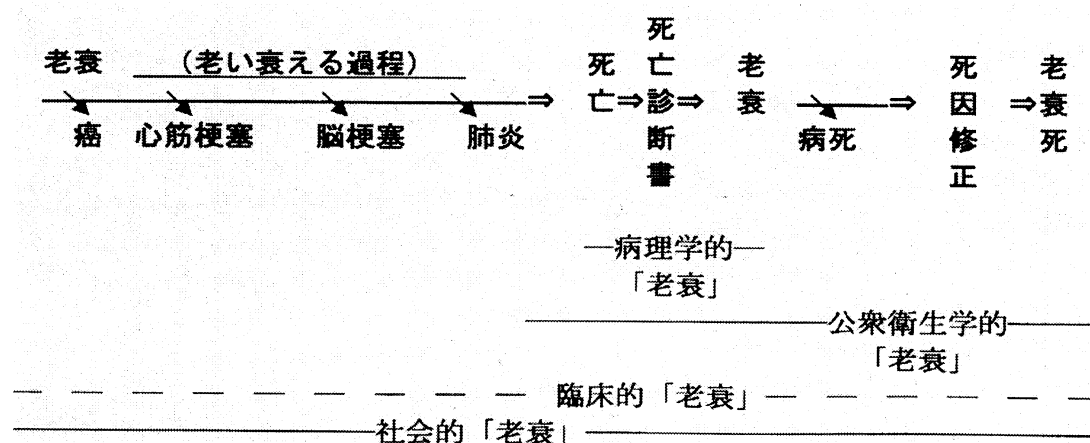 老衰 (老い衰える過程)
癌 心筋梗塞 脳梗塞 肺炎 ⇒
死亡
⇒
死亡診断書
⇒
老衰
病死
⇒
死因修正
⇒
老衰死
―病理学的―
「老衰」
公衆衛生学的
「老衰」
臨床的「老衰」
社会的「老衰」